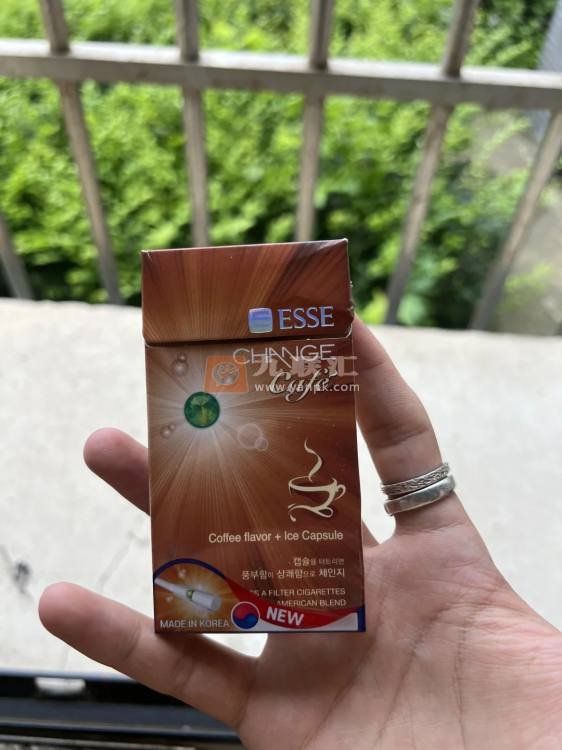 ESSE
CHANGE
Café
www.yanpk.com
Coffee flavor + Ice Capsule
캡슐을 터트리면
풍부함이 상쾌함으로 체인지
A FILTER CIGARETTES
AMERICAN BLEND
NEW
MADE IN KOREA